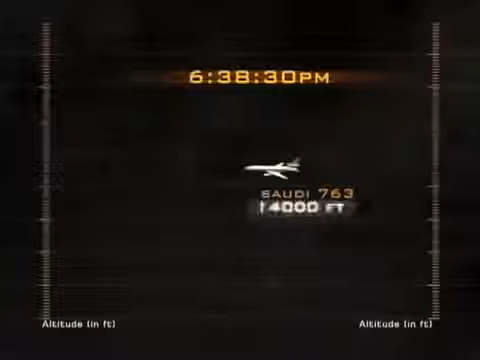 6:38:30PM
SAUDI 763
14000 FT
Altitude (in ft)
Altitude (in ft)